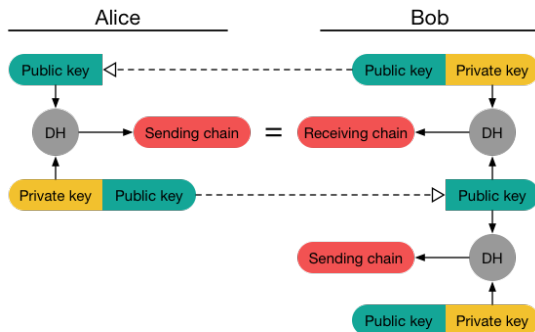 Alice Bob
Public key Public key Private key
DH Sending chain = Receiving chain DH
Private key Public key Public key
Sending chain DH
Public key Private key